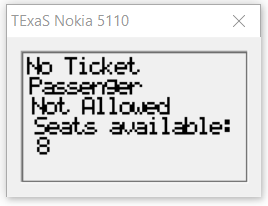 TExaS Nokia 5110
No Ticket
Passenger
Not Allowed
Seats available:
8